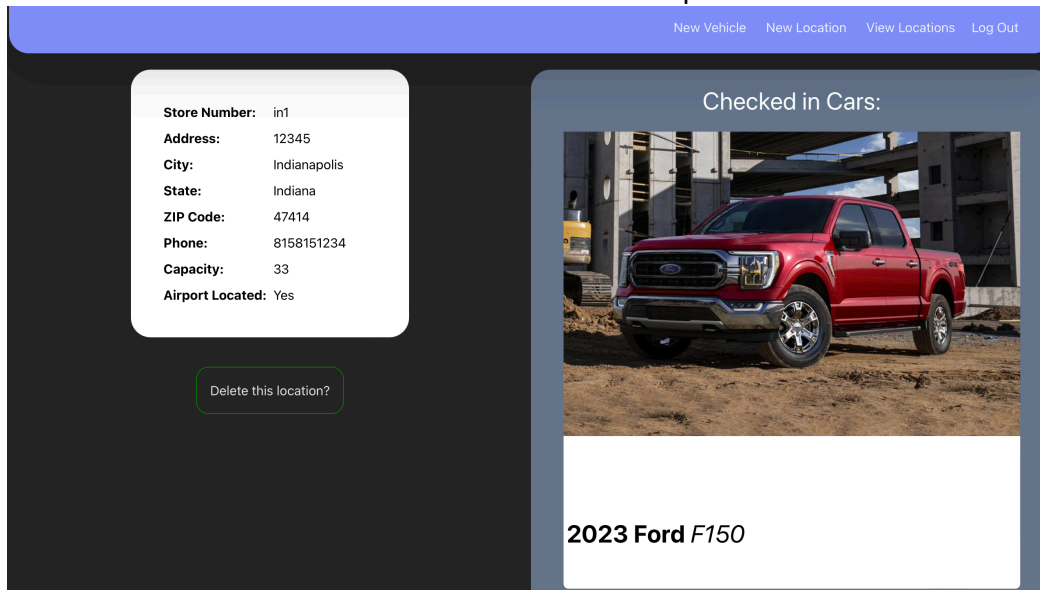 New Vehicle New Location View Locations Log Out
Store Number: in1
Address: 12345
City: Indianapolis
State: Indiana
ZIP Code: 47414
Phone: 8158151234
Capacity: 33
Airport Located: Yes
Delete this location?
Checked in Cars:
2023 Ford F150